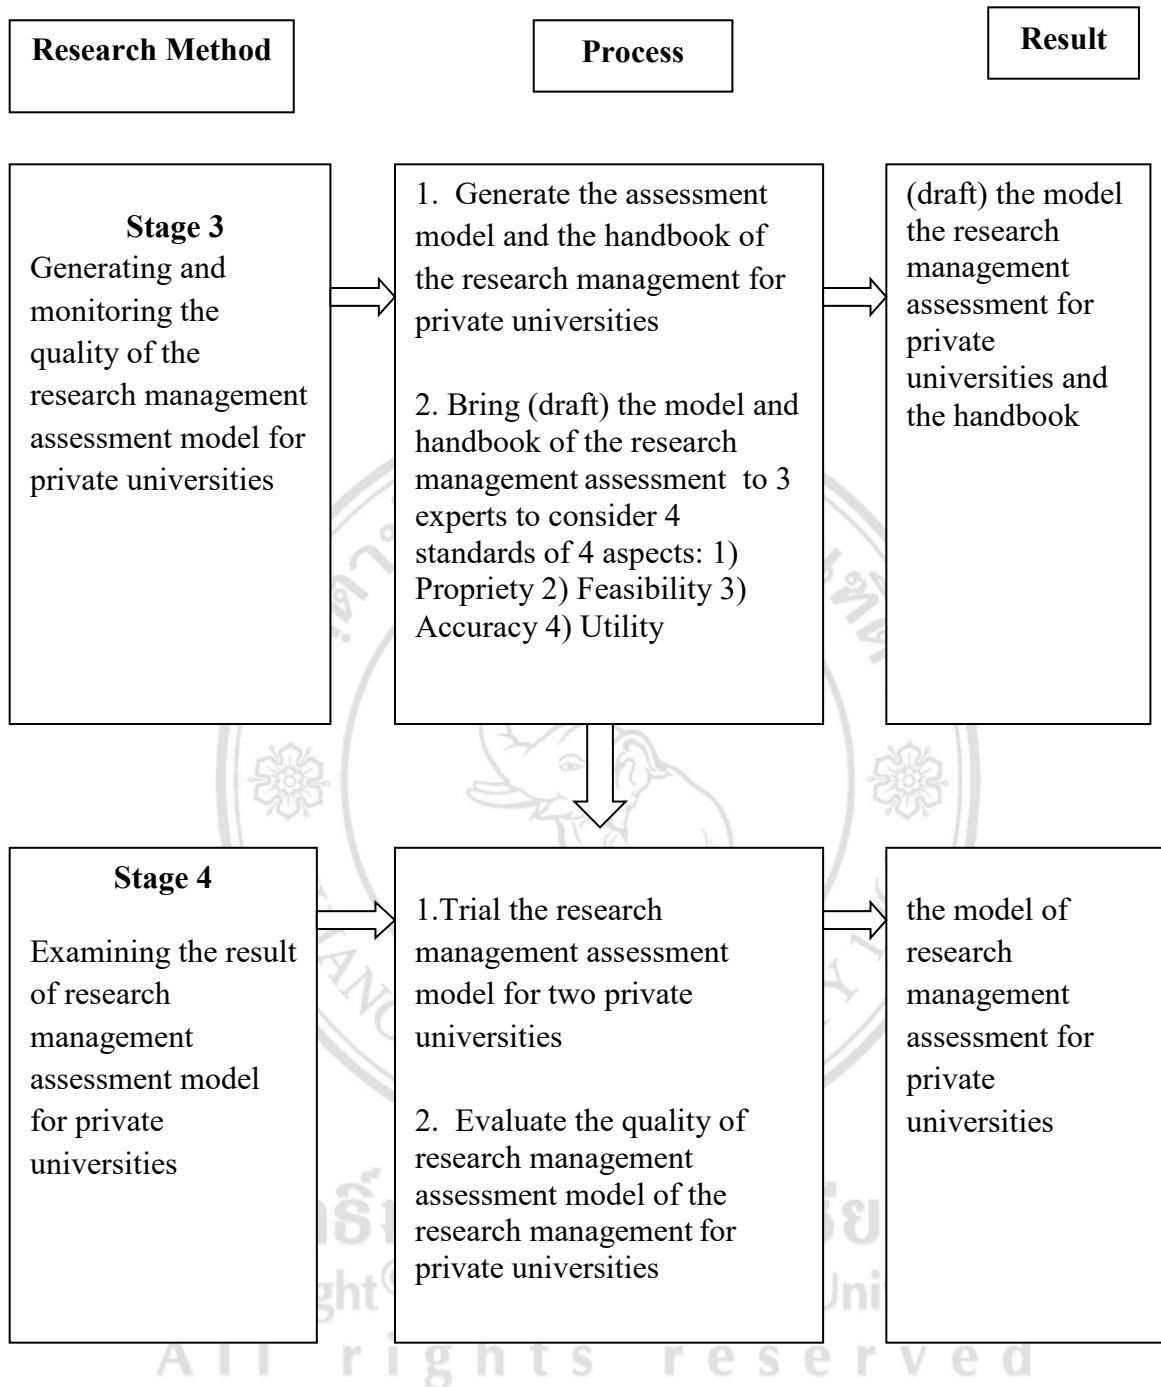 Research Method
Process
Result
Stage 3
Generating and
monitoring the
quality of the
research management
assessment model for
private universities
1. Generate the assessment
model and the handbook of
the research management for
private universities
2. Bring (draft) the model and
handbook of the research
management assessment to 3
experts to consider 4
standards of 4 aspects: 1)
Propriety 2) Feasibility 3)
Accuracy 4) Utility
(draft) the model
the research
management
assessment for
private
universities and
the handbook
Stage 4
Examining the result
of research
management
assessment model
for private
universities
1.Trial the research
management assessment
model for two private
universities
2. Evaluate the quality of
research management
assessment model of the
research management for
private universities
the model of
research
management
assessment for
private
universities
All rights reserved